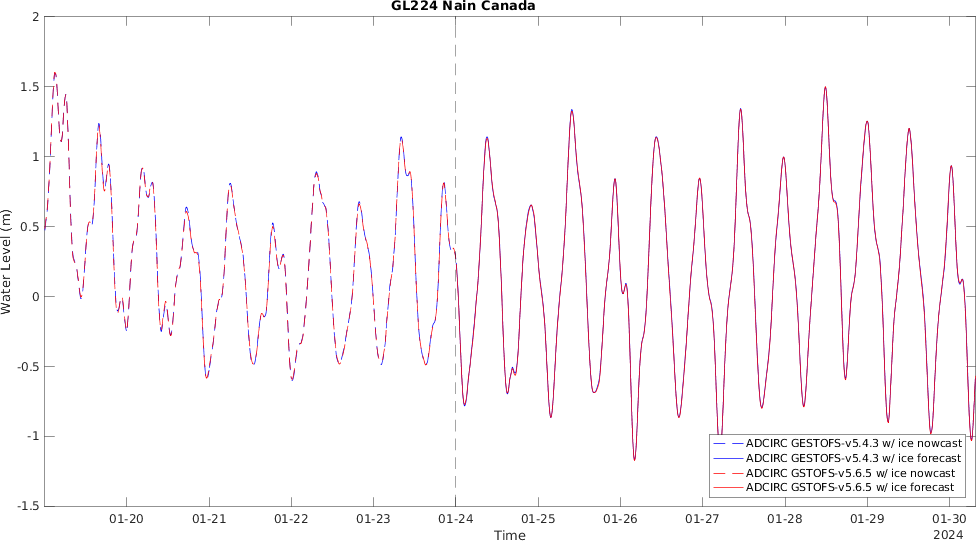 GL224 Nain Canada
2
1.5
1
0.5
0
-0.5
-1
-1.5
Water Level (m)
ADCIRC GESTOFS-v5.4.3 w/ ice nowcast
ADCIRC GESTOFS-v5.4.3 w/ ice forecast
ADCIRC GSTOFS-v5.6.5 w/ ice nowcast
ADCIRC GSTOFS-v5.6.5 w/ ice forecast
01-20 01-21 01-22 01-23 01-24 01-25 01-26 01-27 01-28 01-29 01-30
Time 2024